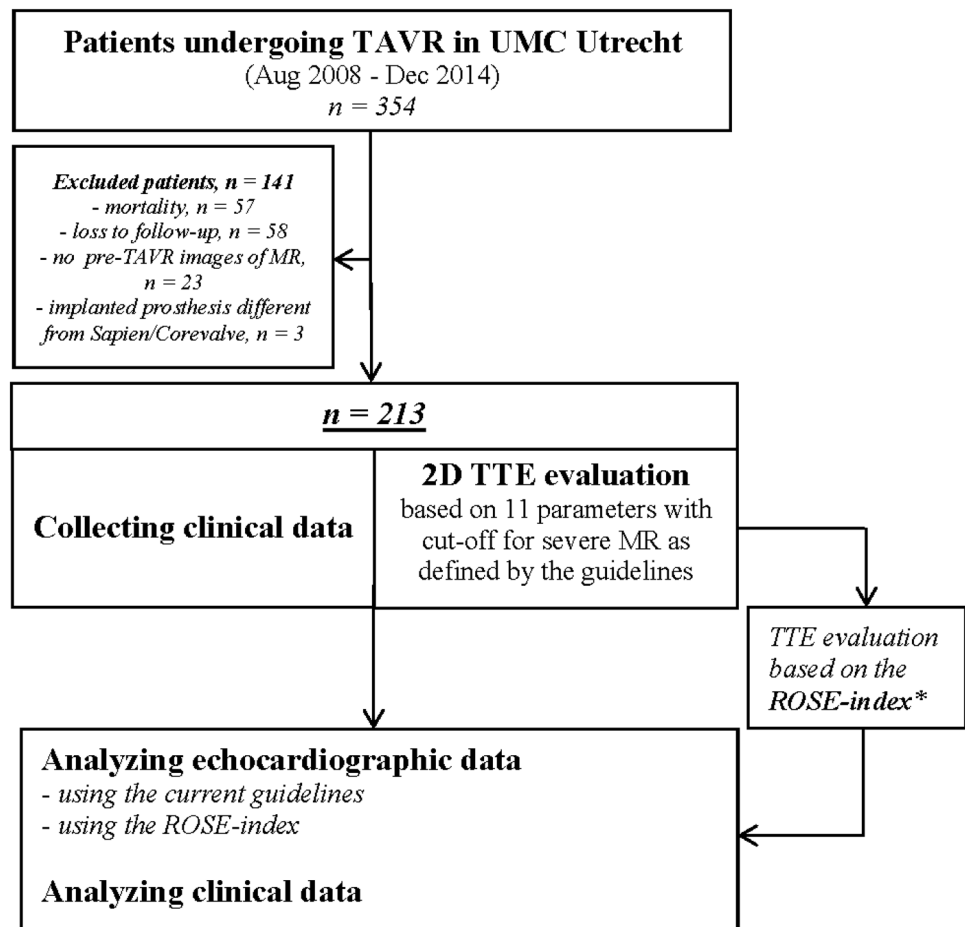 Patients undergoing TAVR in UMC Utrecht
(Aug 2008 - Dec 2014)
n = 354
Excluded patients, n = 141
- mortality, n = 57
- loss to follow-up, n = 58
- no pre-TAVR images of MR,
n = 23
- implanted prosthesis different
from Sapien/Corevalve, n = 3
n = 213
Collecting clinical data
2D TTE evaluation
based on 11 parameters with
cut-off for severe MR as
defined by the guidelines
TTE evaluation
based on the
ROSE-index*
Analyzing echocardiographic data
- using the current guidelines
- using the ROSE-index
Analyzing clinical data